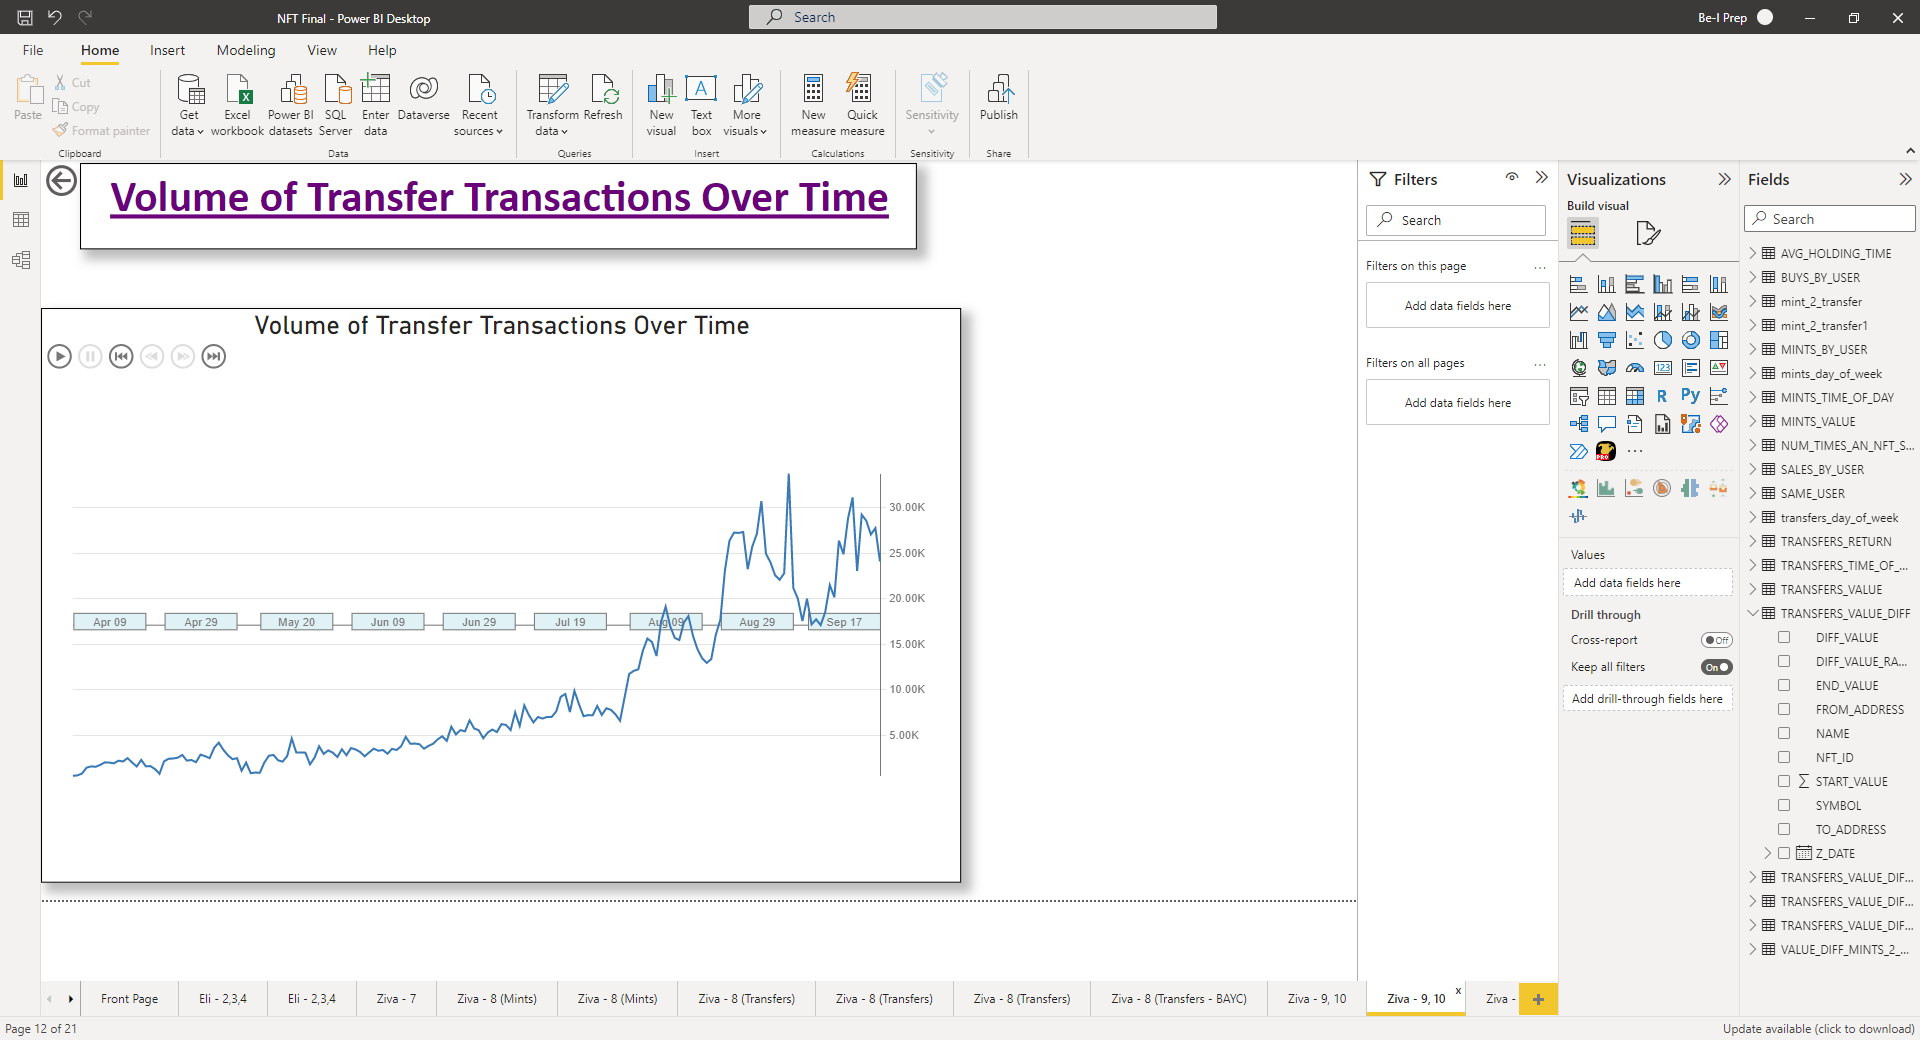 NFT Final - Power BI Desktop
Search
Be-I Prep
File Home Insert Modeling View Help
Paste
Cut
Copy
Format painter
Clipboard
Get data
Excel workbook
Power BI datasets
SQL Server
Enter data
Dataverse
Recent sources
Data
Transform data
Refresh
Queries
New visual
Text box
More visuals
Insert
New measure
Quick measure
Calculations
Sensitivity
Sensitivity
Publish
Share
Volume of Transfer Transactions Over Time
Volume of Transfer Transactions Over Time
30.00K
25.00K
20.00K
Apr 09 Apr 29 May 20 Jun 09 Jun 29 Jul 19 Aug 09 Aug 29 Sep 17
15.00K
10.00K
5.00K
Filters
Search
Filters on this page ...
Add data fields here
Filters on all pages ...
Add data fields here
Visualizations
Build visual
123
R
Py
PRO
...
Values
Add data fields here
Drill through
Cross-report Off
Keep all filters On
Add drill-through fields here
Fields
Search
AVG_HOLDING_TIME
BUYS_BY_USER
mint_2_transfer
mint_2_transfer1
MINTS_BY_USER
mints_day_of_week
MINTS_TIME_OF_DAY
MINTS_VALUE
NUM_TIMES_AN_NFT_S...
SALES_BY_USER
SAME_USER
transfers_day_of_week
TRANSFERS_RETURN
TRANSFERS_TIME_OF_...
TRANSFERS_VALUE
TRANSFERS_VALUE_DIFF
DIFF_VALUE
DIFF_VALUE_RA...
END_VALUE
FROM_ADDRESS
NAME
NFT_ID
START_VALUE
SYMBOL
TO_ADDRESS
Z_DATE
TRANSFERS_VALUE_DIF...
TRANSFERS_VALUE_DIF...
TRANSFERS_VALUE_DIF...
VALUE_DIFF_MINTS_2_...
Front Page
Eli - 2,3,4
Eli - 2,3,4
Ziva - 7
Ziva - 8 (Mints)
Ziva - 8 (Mints)
Ziva - 8 (Transfers)
Ziva - 8 (Transfers)
Ziva - 8 (Transfers)
Ziva - 8 (Transfers - BAYC)
Ziva - 9, 10
Ziva - 9, 10 x
Ziva -
+
Page 12 of 21
Update available (click to download)